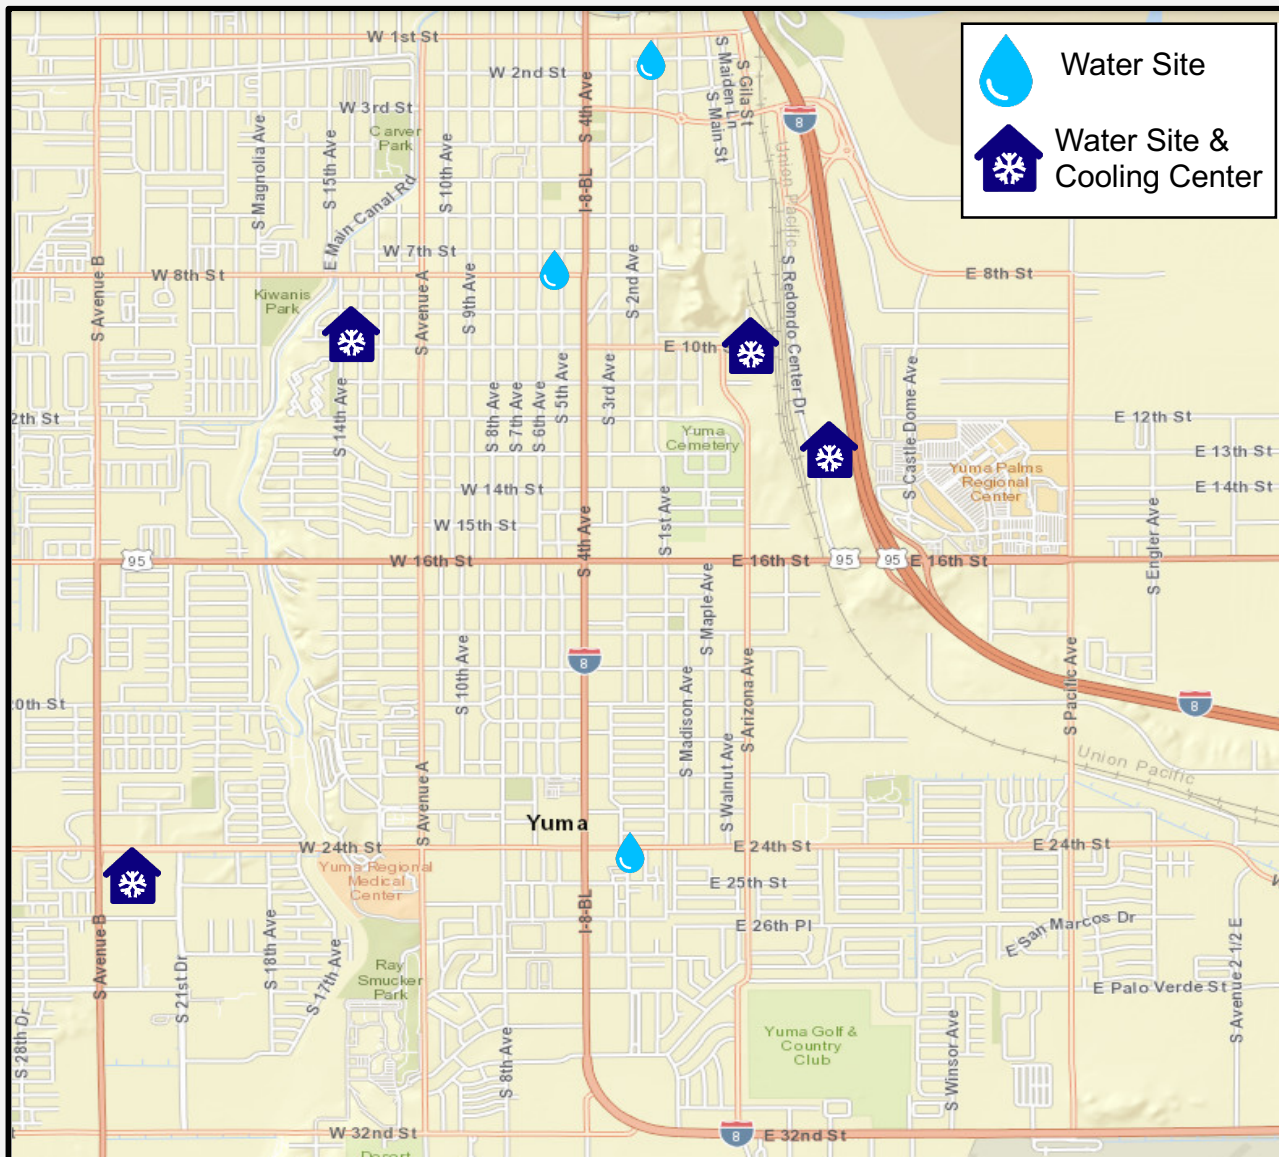 Water Site
Water Site &
Cooling Center
W 1st St
W 2nd St
W 3rd St
Carver
Park
S Magnolia Ave
S 15th Ave
E Main Canal Rd
S 10th Ave
S 4th Ave
I-8-BL
S Maiden Ln
S Gila St
S Main St
8
Union Pacific
W 7th St
W 8th St
Kiwanis
Park
S Avenue B
S Avenue A
S 9th Ave
S 2nd Ave
S Redondo Center Dr
E 8th St
E 10th S
2th St
S 14th Ave
S 8th Ave
S 7th Ave
S 6th Ave
S 5th Ave
S 3rd Ave
Yuma
Cemetery
S Castle Dome Ave
E 12th St
E 13th St
E 14th St
Yuma Palms
Regional
Center
W 14th St
W 15th St
S 1st Ave
S 4th Ave
S Engler Ave
95
W 16th St
E 16th St
95
95
E 16th St
S Maple Ave
8
S 10th Ave
S Madison Ave
S Arizona Ave
S Walnut Ave
S Pacific Ave
8
20th St
Union Pacific
S Avenue A
Yuma
W 24th St
E 24th St
E 24th St
Yuma Regional
Medical
Center
E 25th St
E 26th Pl
I-8-BL
E San Marcos Dr
S Avenue B
S 21st Dr
S 18th Ave
S 17th Ave
Ray
Smucker
Park
E Palo Verde St
S Avenue 2 1/2 E
S 28th Dr
S 8th Ave
Yuma Golf &
Country
Club
S Winsor Ave
W 32nd St
8
E 32nd St